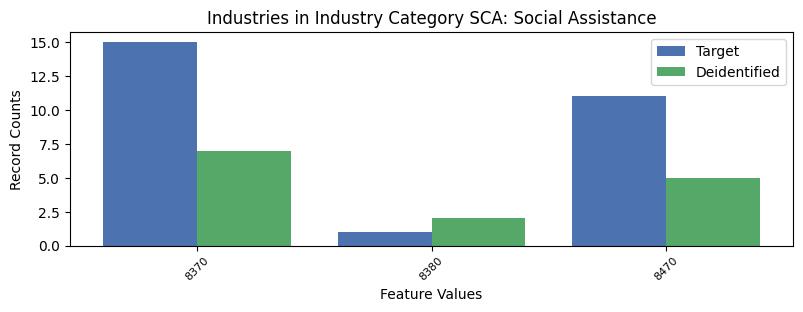 Industries in Industry Category SCA: Social Assistance
Target
Deidentified
Record Counts
15.0
12.5
10.0
7.5
5.0
2.5
0.0
8370
8380
8470
Feature Values